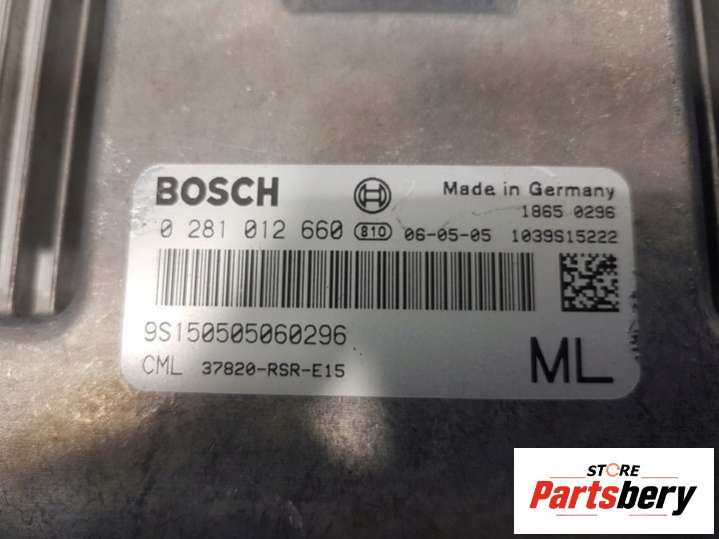 BOSCH Made in Germany
1865 0296
0 281 012 660 810 06-05-05 1039S15222
9S150505060296
CML 37820-RSR-E15 ML
STORE
Partsbery